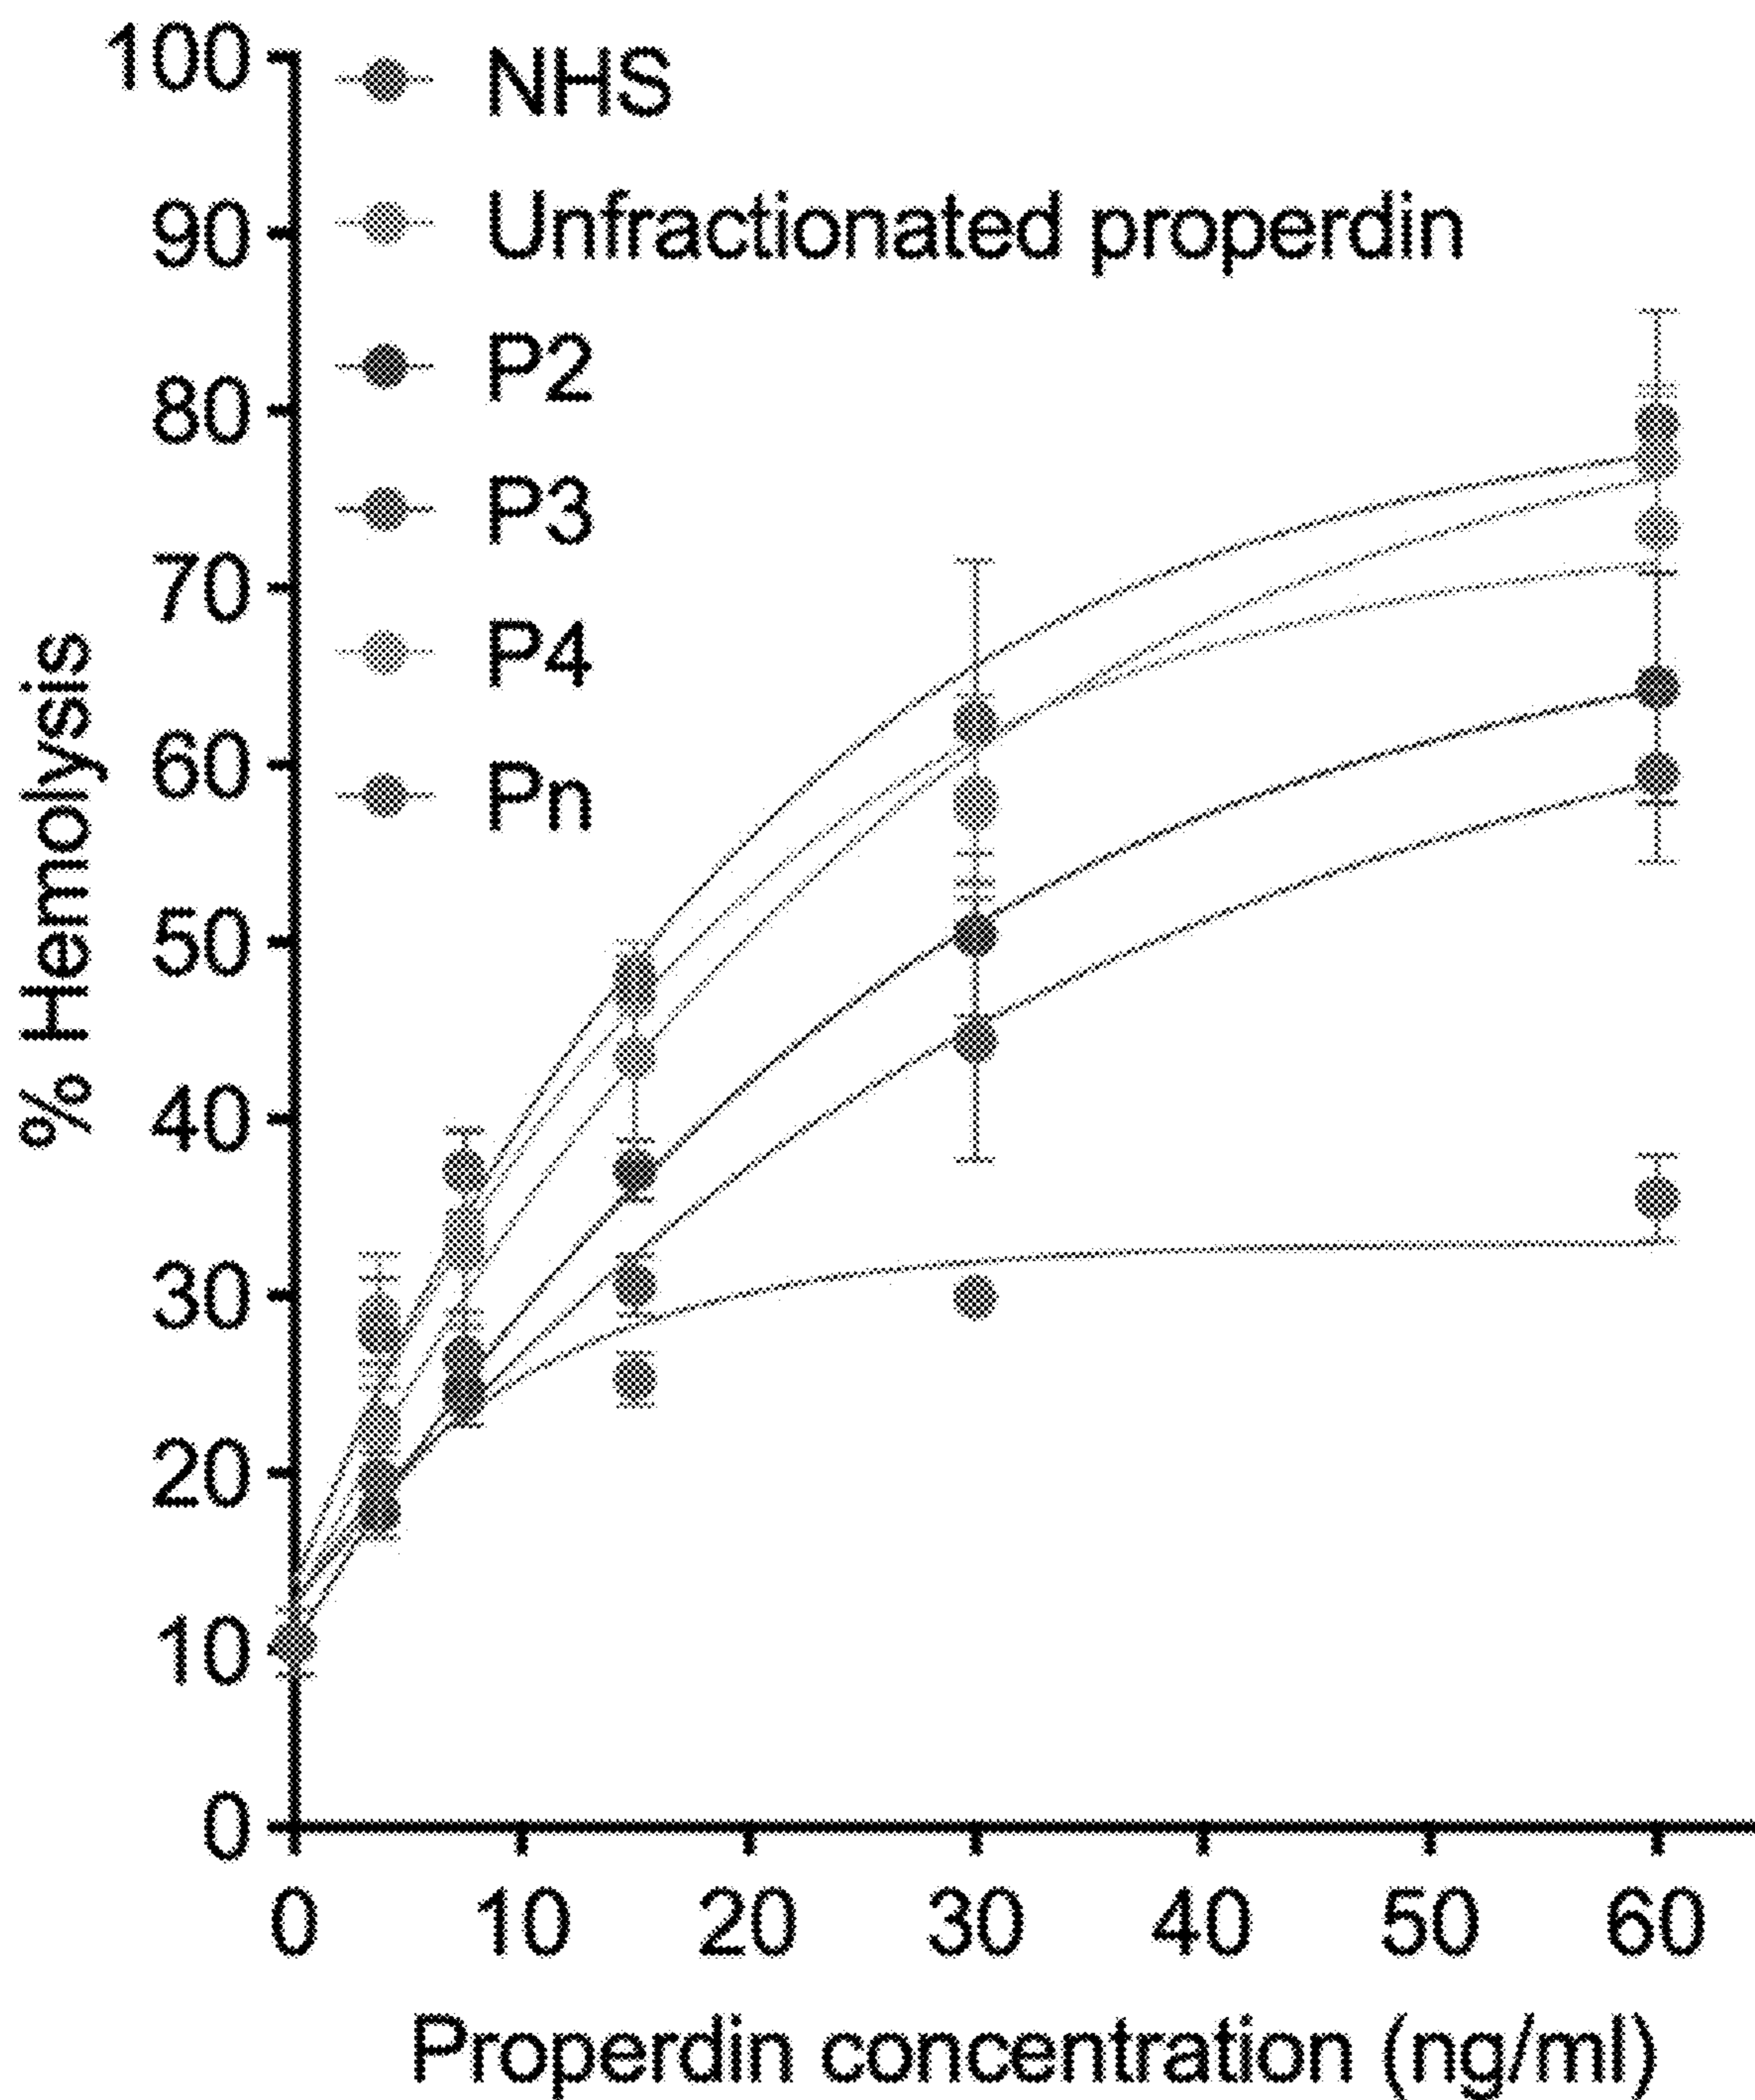 100
90
80
70
60
50
40
30
20
10
0
% Hemolysis
NHS
Unfractionated properdin
P2
P3
P4
Pn
0 10 20 30 40 50 60
Properdin concentration (ng/ml)